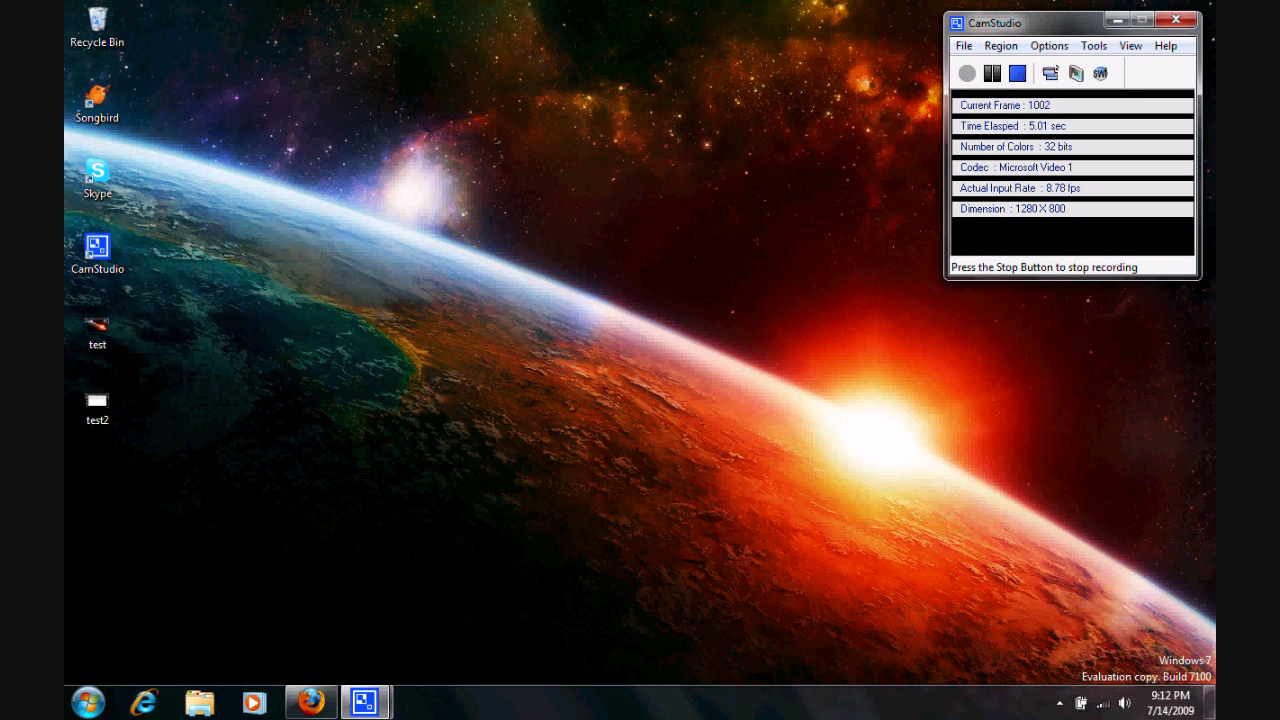 Recycle Bin
Songbird
Skype
CamStudio
test
test2
CamStudio
File Region Options Tools View Help
Current Frame : 1002
Time Elasped : 5.01 sec
Number of Colors : 32 bits
Codec : Microsoft Video 1
Actual Input Rate : 8.78 fps
Dimension : 1280 X 800
Press the Stop Button to stop recording
Windows 7
Evaluation copy. Build 7100
9:12 PM
7/14/2009